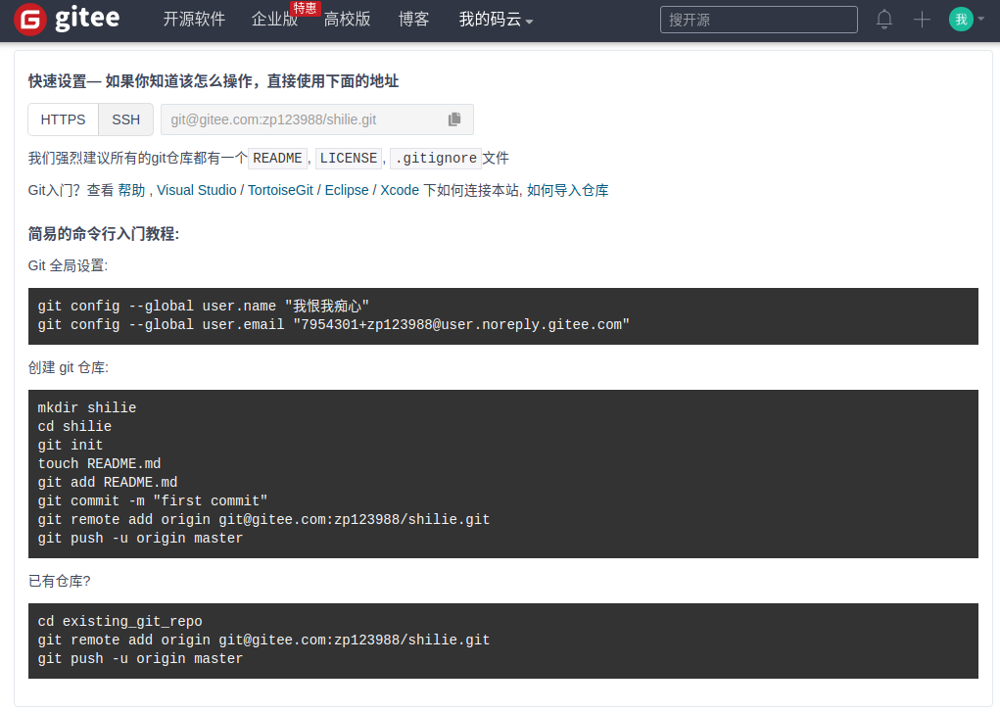 gitee 开源软件 企业版 特惠 高校版 博客 我的码云 搜开源 我
快速设置— 如果你知道该怎么操作，直接使用下面的地址
HTTPS SSH git@gitee.com:zp123988/shilie.git
我们强烈建议所有的git仓库都有一个 README , LICENSE , .gitignore 文件
Git入门？查看 帮助 , Visual Studio / TortoiseGit / Eclipse / Xcode 下如何连接本站, 如何导入仓库
简易的命令行入门教程:
Git 全局设置:
git config --global user.name "我恨我痴心"
git config --global user.email "7954301+zp123988@user.noreply.gitee.com"
创建 git 仓库:
mkdir shilie
cd shilie
git init
touch README.md
git add README.md
git commit -m "first commit"
git remote add origin git@gitee.com:zp123988/shilie.git
git push -u origin master
已有仓库?
cd existing_git_repo
git remote add origin git@gitee.com:zp123988/shilie.git
git push -u origin master